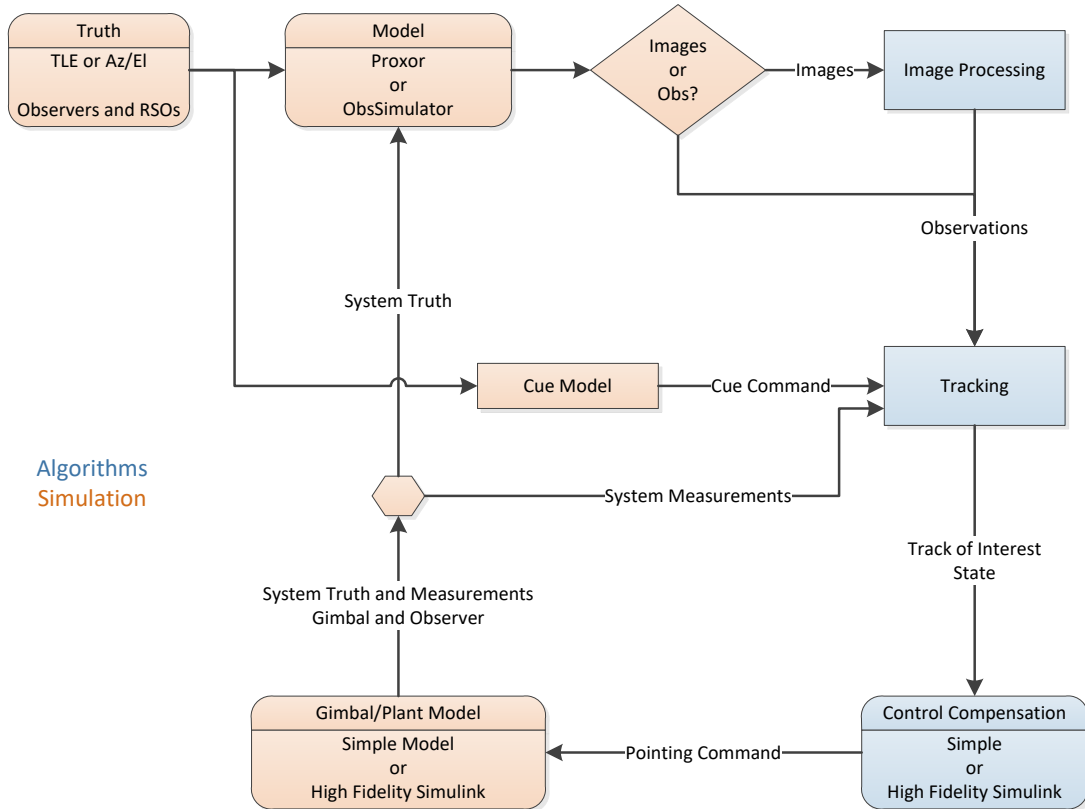 Truth
TLE or Az/El
Observers and RSOs
Model
Proxor
or
ObsSimulator
Images
or
Obs?
Images
Image Processing
Observations
System Truth
Cue Model
Cue Command
Tracking
Algorithms
Simulation
System Measurements
Track of Interest
State
System Truth and Measurements
Gimbal and Observer
Gimbal/Plant Model
Simple Model
or
High Fidelity Simulink
Pointing Command
Control Compensation
Simple
or
High Fidelity Simulink